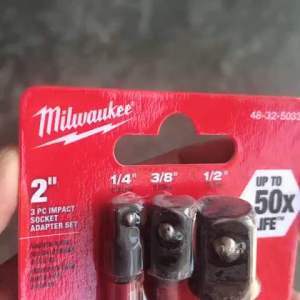 Milwaukee
48-32-5033
1/4" 3/8" 1/2"
2"
3 PC IMPACT
SOCKET
ADAPTER SET
UP TO
50x
LIFE™